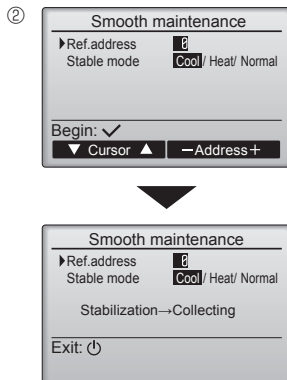 ②
Smooth maintenance
▶Ref.address 0
Stable mode Cool / Heat/ Normal
Begin: ✓
▼ Cursor ▲ −Address+
Smooth maintenance
▶Ref.address 0
Stable mode Cool / Heat/ Normal
Stabilization→Collecting
Exit: ⏻